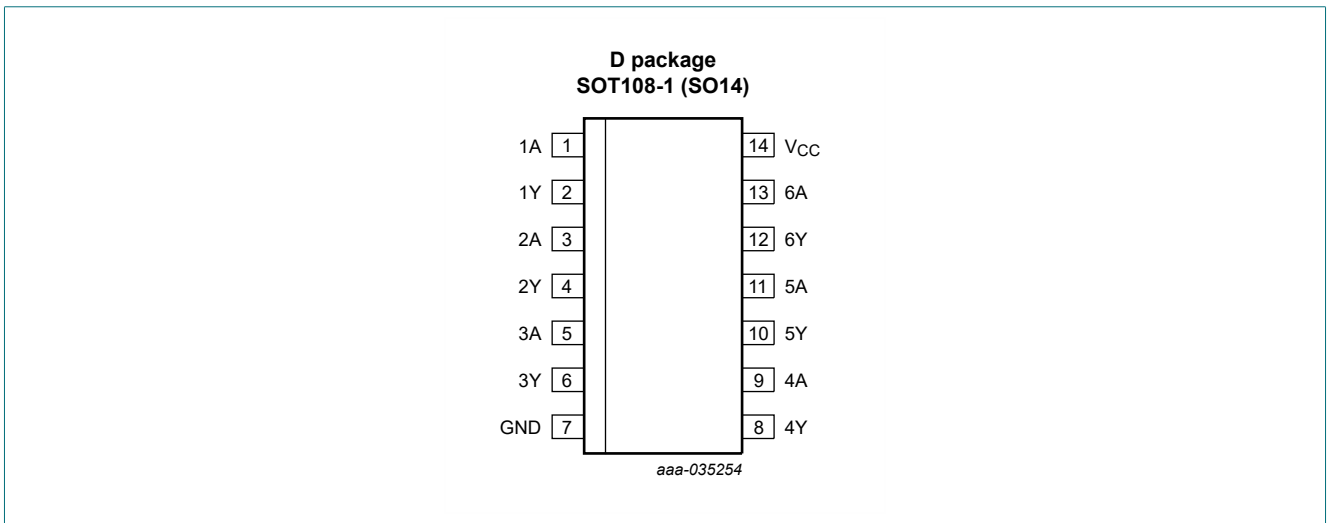 D package
SOT108-1 (SO14)
1A 1 14 VCC
1Y 2 13 6A
2A 3 12 6Y
2Y 4 11 5A
3A 5 10 5Y
3Y 6 9 4A
GND 7 8 4Y
aaa-035254